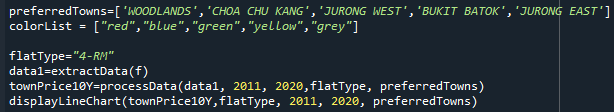 preferredTowns=['WOODLANDS','CHOA CHU KANG','JURONG WEST','BUKIT BATOK','JURONG EAST']
colorList = ["red","blue","green","yellow","grey"]
flatType="4-RM"
data1=extractData(f)
townPrice10Y=processData(data1, 2011, 2020,flatType, preferredTowns)
displayLineChart(townPrice10Y,flatType, 2011, 2020, preferredTowns)